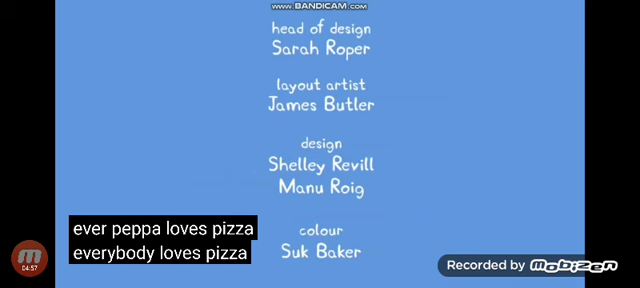 www.BANDICAM.com
head of design
Sarah Roper
layout artist
James Butler
design
Shelley Revill
Manu Roig
colour
Suk Baker
ever peppa loves pizza
everybody loves pizza
04:57
Recorded by mobizen